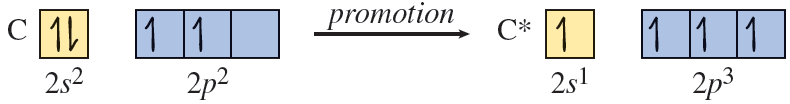 C promotion C*
2s² 2p² 2s¹ 2p³